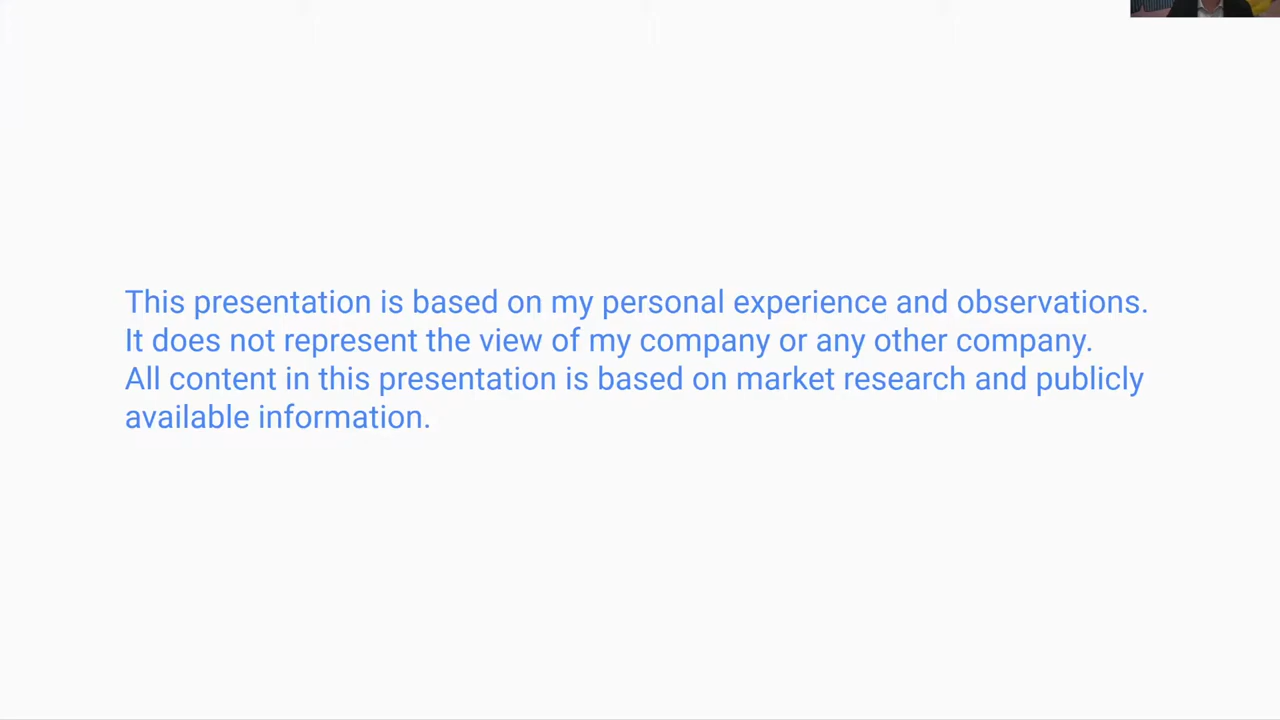 This presentation is based on my personal experience and observations.
It does not represent the view of my company or any other company.
All content in this presentation is based on market research and publicly
available information.